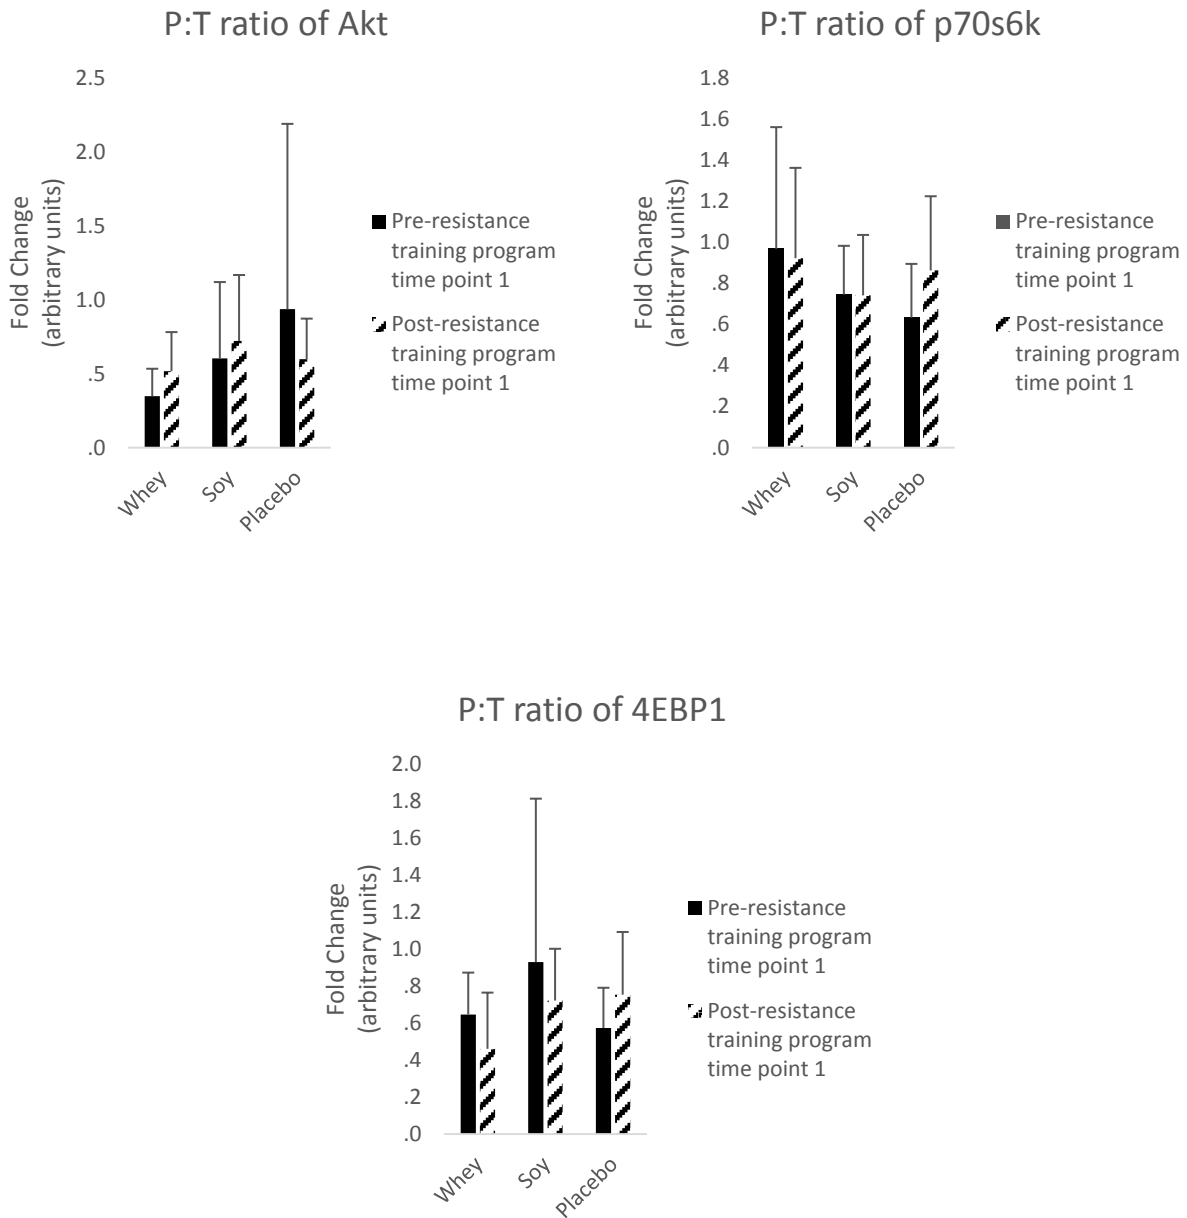 P:T ratio of Akt
2.5
2.0
1.5
1.0
.5
.0
Fold Change
(arbitrary units)
Whey
Soy
Placebo
Pre-resistance
training program
time point 1
Post-resistance
training program
time point 1
P:T ratio of p70s6k
1.8
1.6
1.4
1.2
1.0
.8
.6
.4
.2
.0
Fold Change
(arbitrary units)
Whey
Soy
Placebo
Pre-resistance
training program
time point 1
Post-resistance
training program
time point 1
P:T ratio of 4EBP1
2.0
1.8
1.6
1.4
1.2
1.0
.8
.6
.4
.2
.0
Fold Change
(arbitrary units)
Whey
Soy
Placebo
Pre-resistance
training program
time point 1
Post-resistance
training program
time point 1